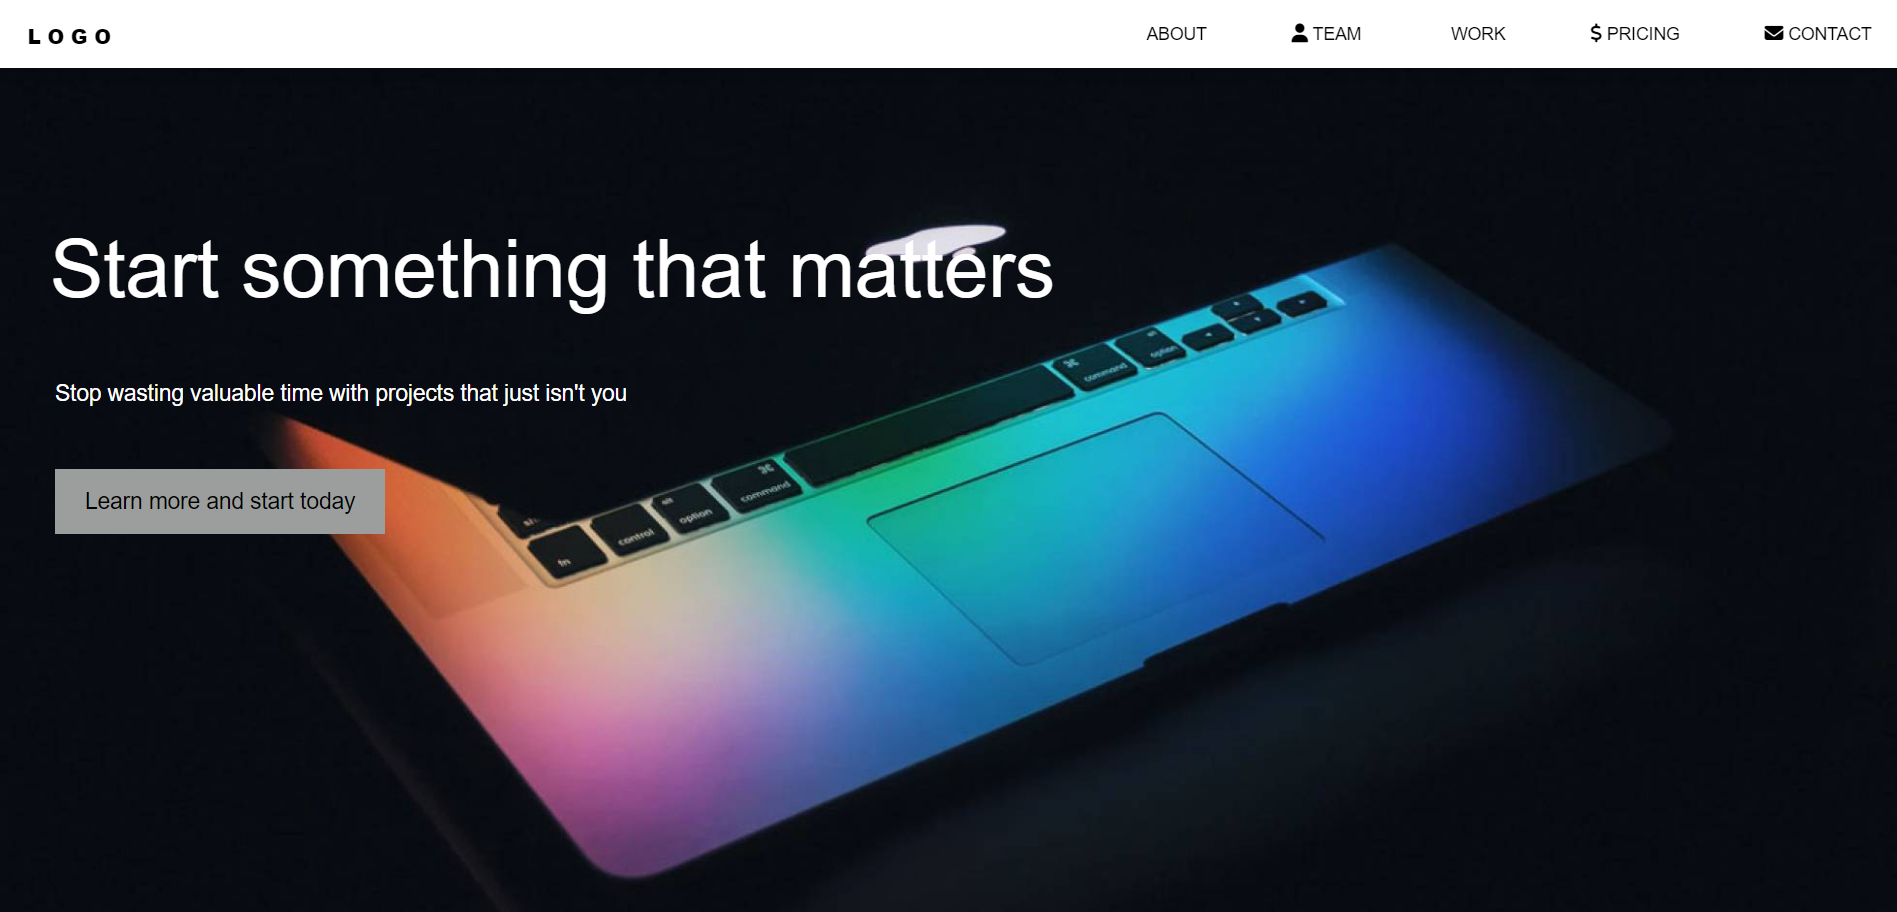 LOGO
ABOUT
TEAM
WORK
$ PRICING
CONTACT
Start something that matters
Stop wasting valuable time with projects that just isn't you
Learn more and start today
alt
option
command
⌘
command
alt
option
control
fn